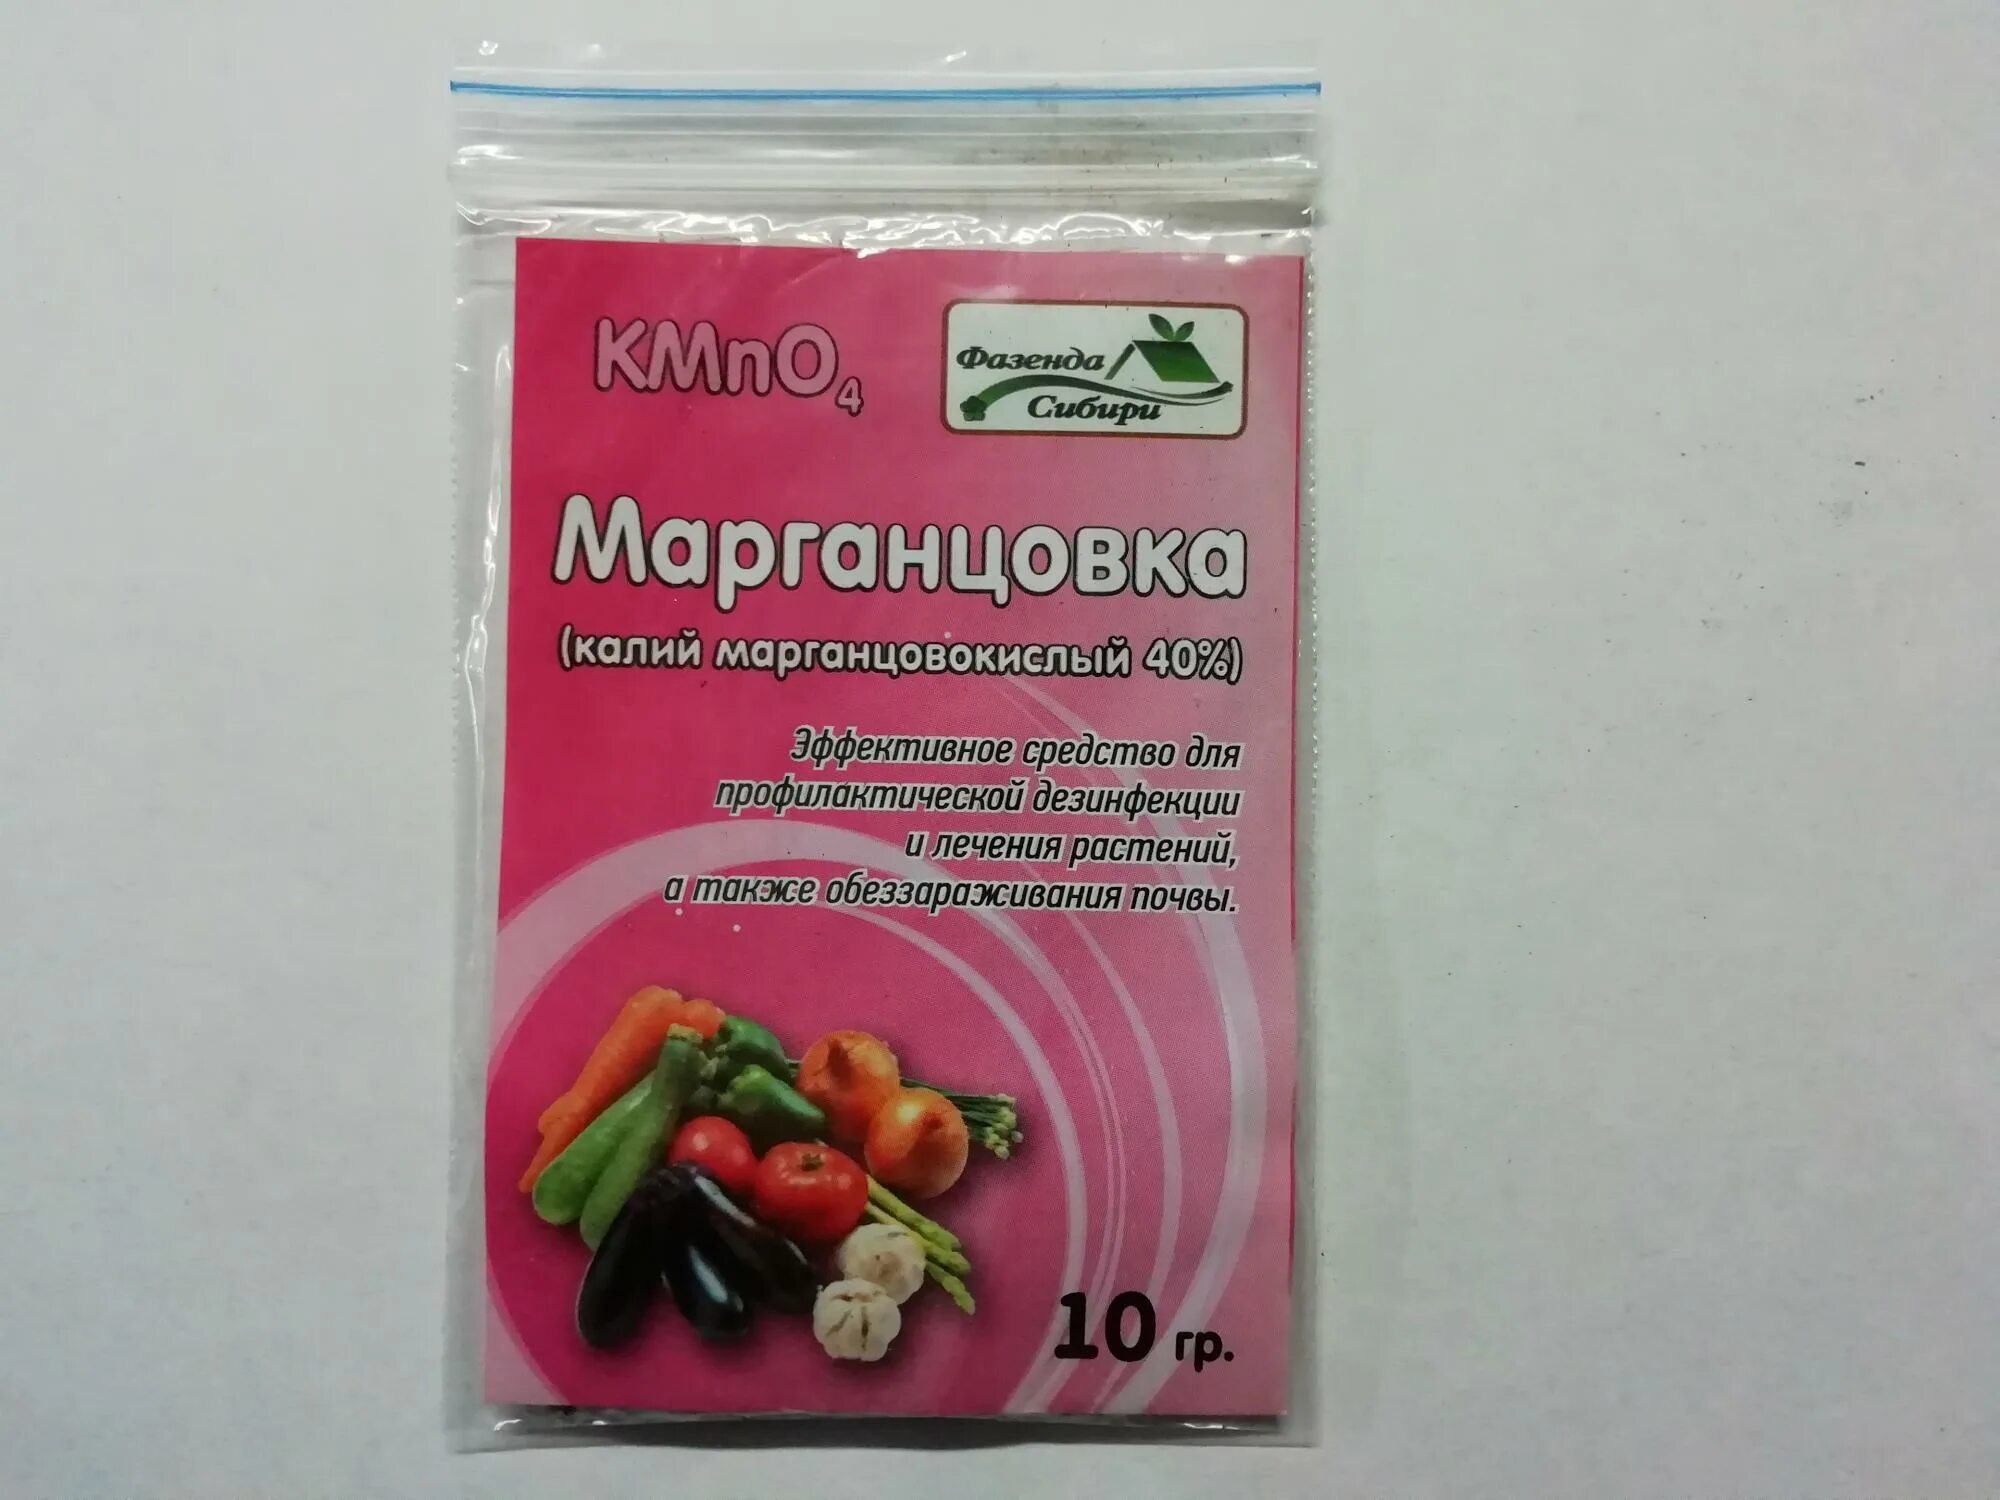 KMnO4
Фазенда
Сибири
Марганцовка
(калий марганцовокислый 40%)
Эффективное средство для
профилактической дезинфекции
и лечения растений,
а также обеззараживания почвы.
10 гр.